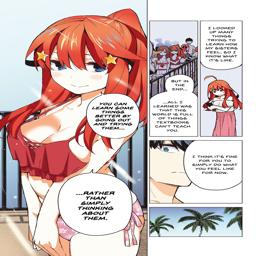 I LOOKED
UP MANY
THINGS
TRYING TO
LEARN HOW
MY SISTERS
FEEL, SO I
KNOW WHAT
IT'S LIKE.
BUT IN
THE
END...
...ALL I
LEARNED WAS
THAT THIS
WORLD IS FULL
OF THINGS
TEXTBOOKS
CAN'T TEACH
YOU.
I THINK IT'S FINE
FOR YOU TO
SIMPLY DO WHAT
YOU FEEL
LIKE FOR NOW.
YOU CAN
LEARN SOME
THINGS
BETTER BY
GOING OUT
AND TRYING
THEM...
...RATHER
THAN
SIMPLY
THINKING
ABOUT
THEM.